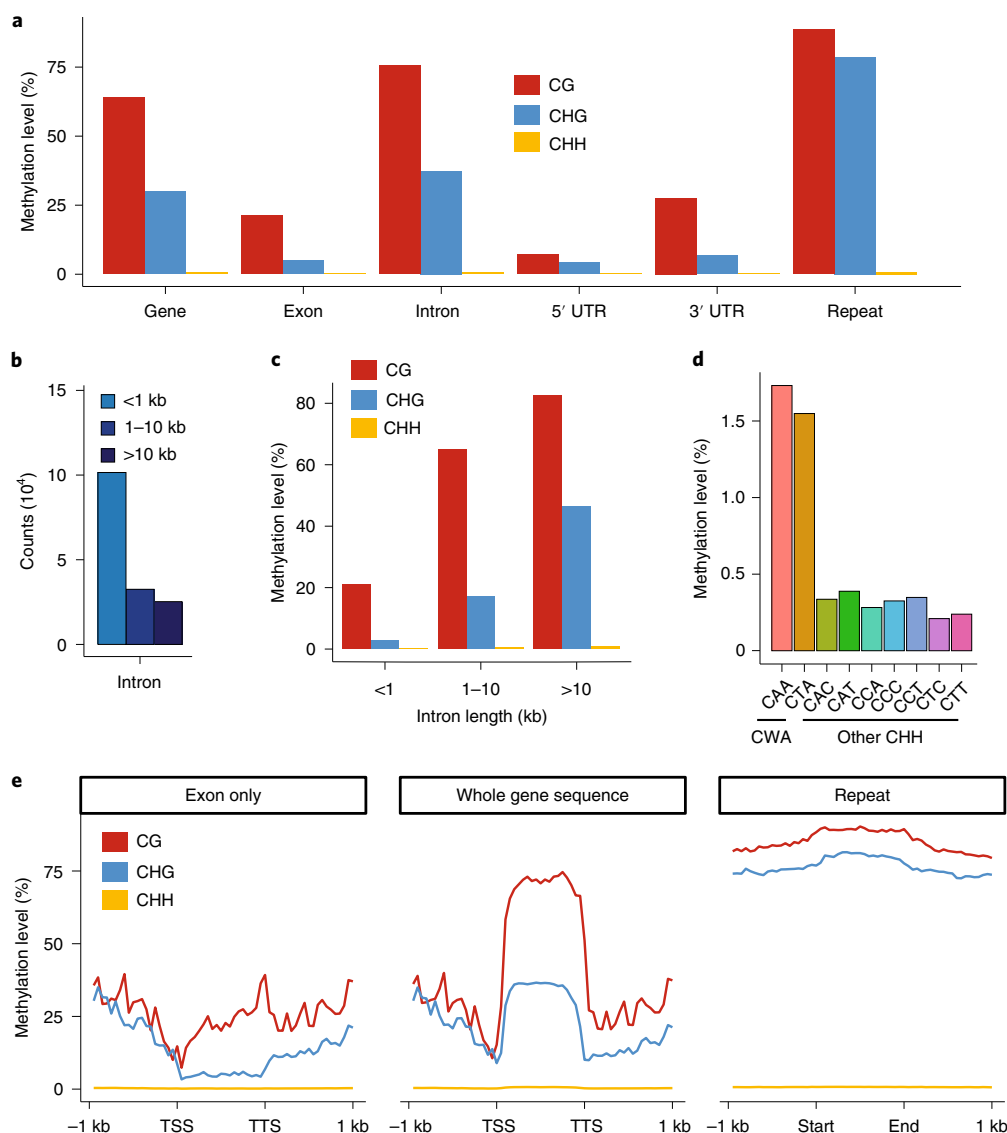 a
Methylation level (%)
75
50
25
0
CG
CHG
CHH
Gene Exon Intron 5′ UTR 3′ UTR Repeat
b
Counts (10⁴)
15
10
5
0
<1 kb
1–10 kb
>10 kb
Intron
c
Methylation level (%)
80
60
40
20
0
CG
CHG
CHH
<1 1–10 >10
Intron length (kb)
d
Methylation level (%)
1.5
1.0
0.5
0
CAA CTA CAC CAT CCA CCC CCT CTC CTT
CWA Other CHH
e
Exon only Whole gene sequence Repeat
Methylation level (%)
75
50
25
0
CG
CHG
CHH
−1 kb TSS TTS 1 kb −1 kb TSS TTS 1 kb −1 kb Start End 1 kb